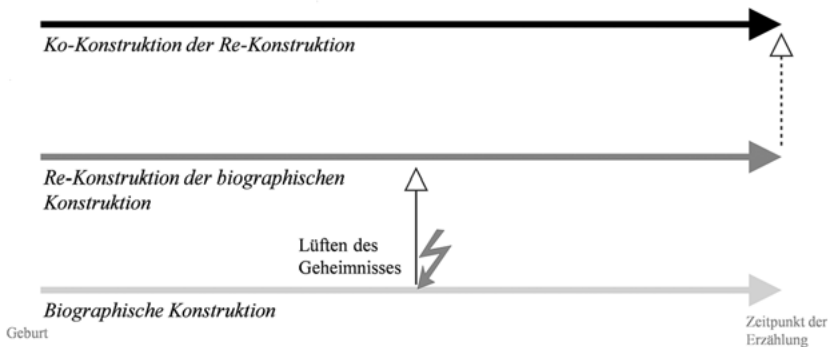 Ko-Konstruktion der Re-Konstruktion
Re-Konstruktion der biographischen
Konstruktion
Lüften des
Geheimnisses
Biographische Konstruktion
Geburt
Zeitpunkt der
Erzählung